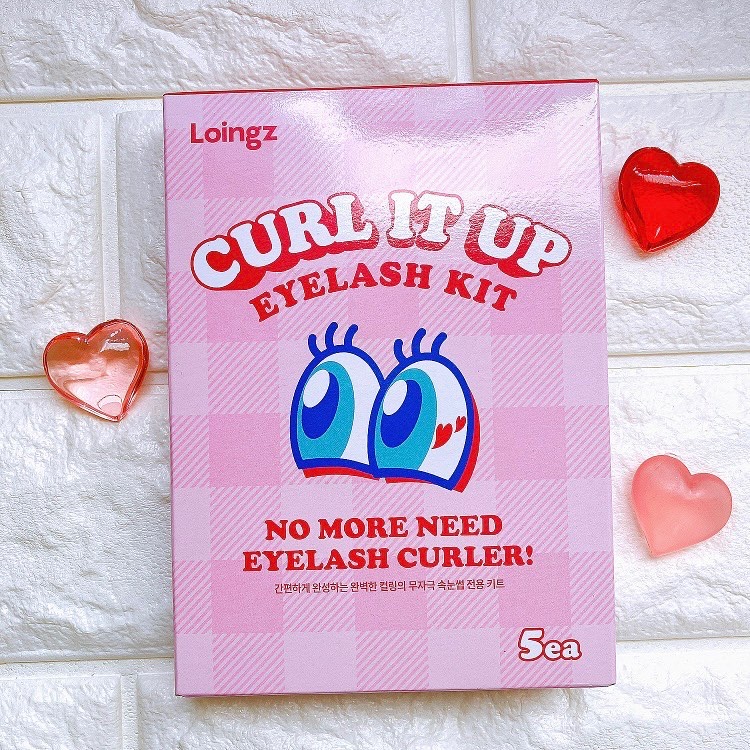 Loingz
CURL IT UP
EYELASH KIT
NO MORE NEED
EYELASH CURLER!
간편하게 완성하는 완벽한 컬링의 무자극 속눈썹 전용 키트
5ea